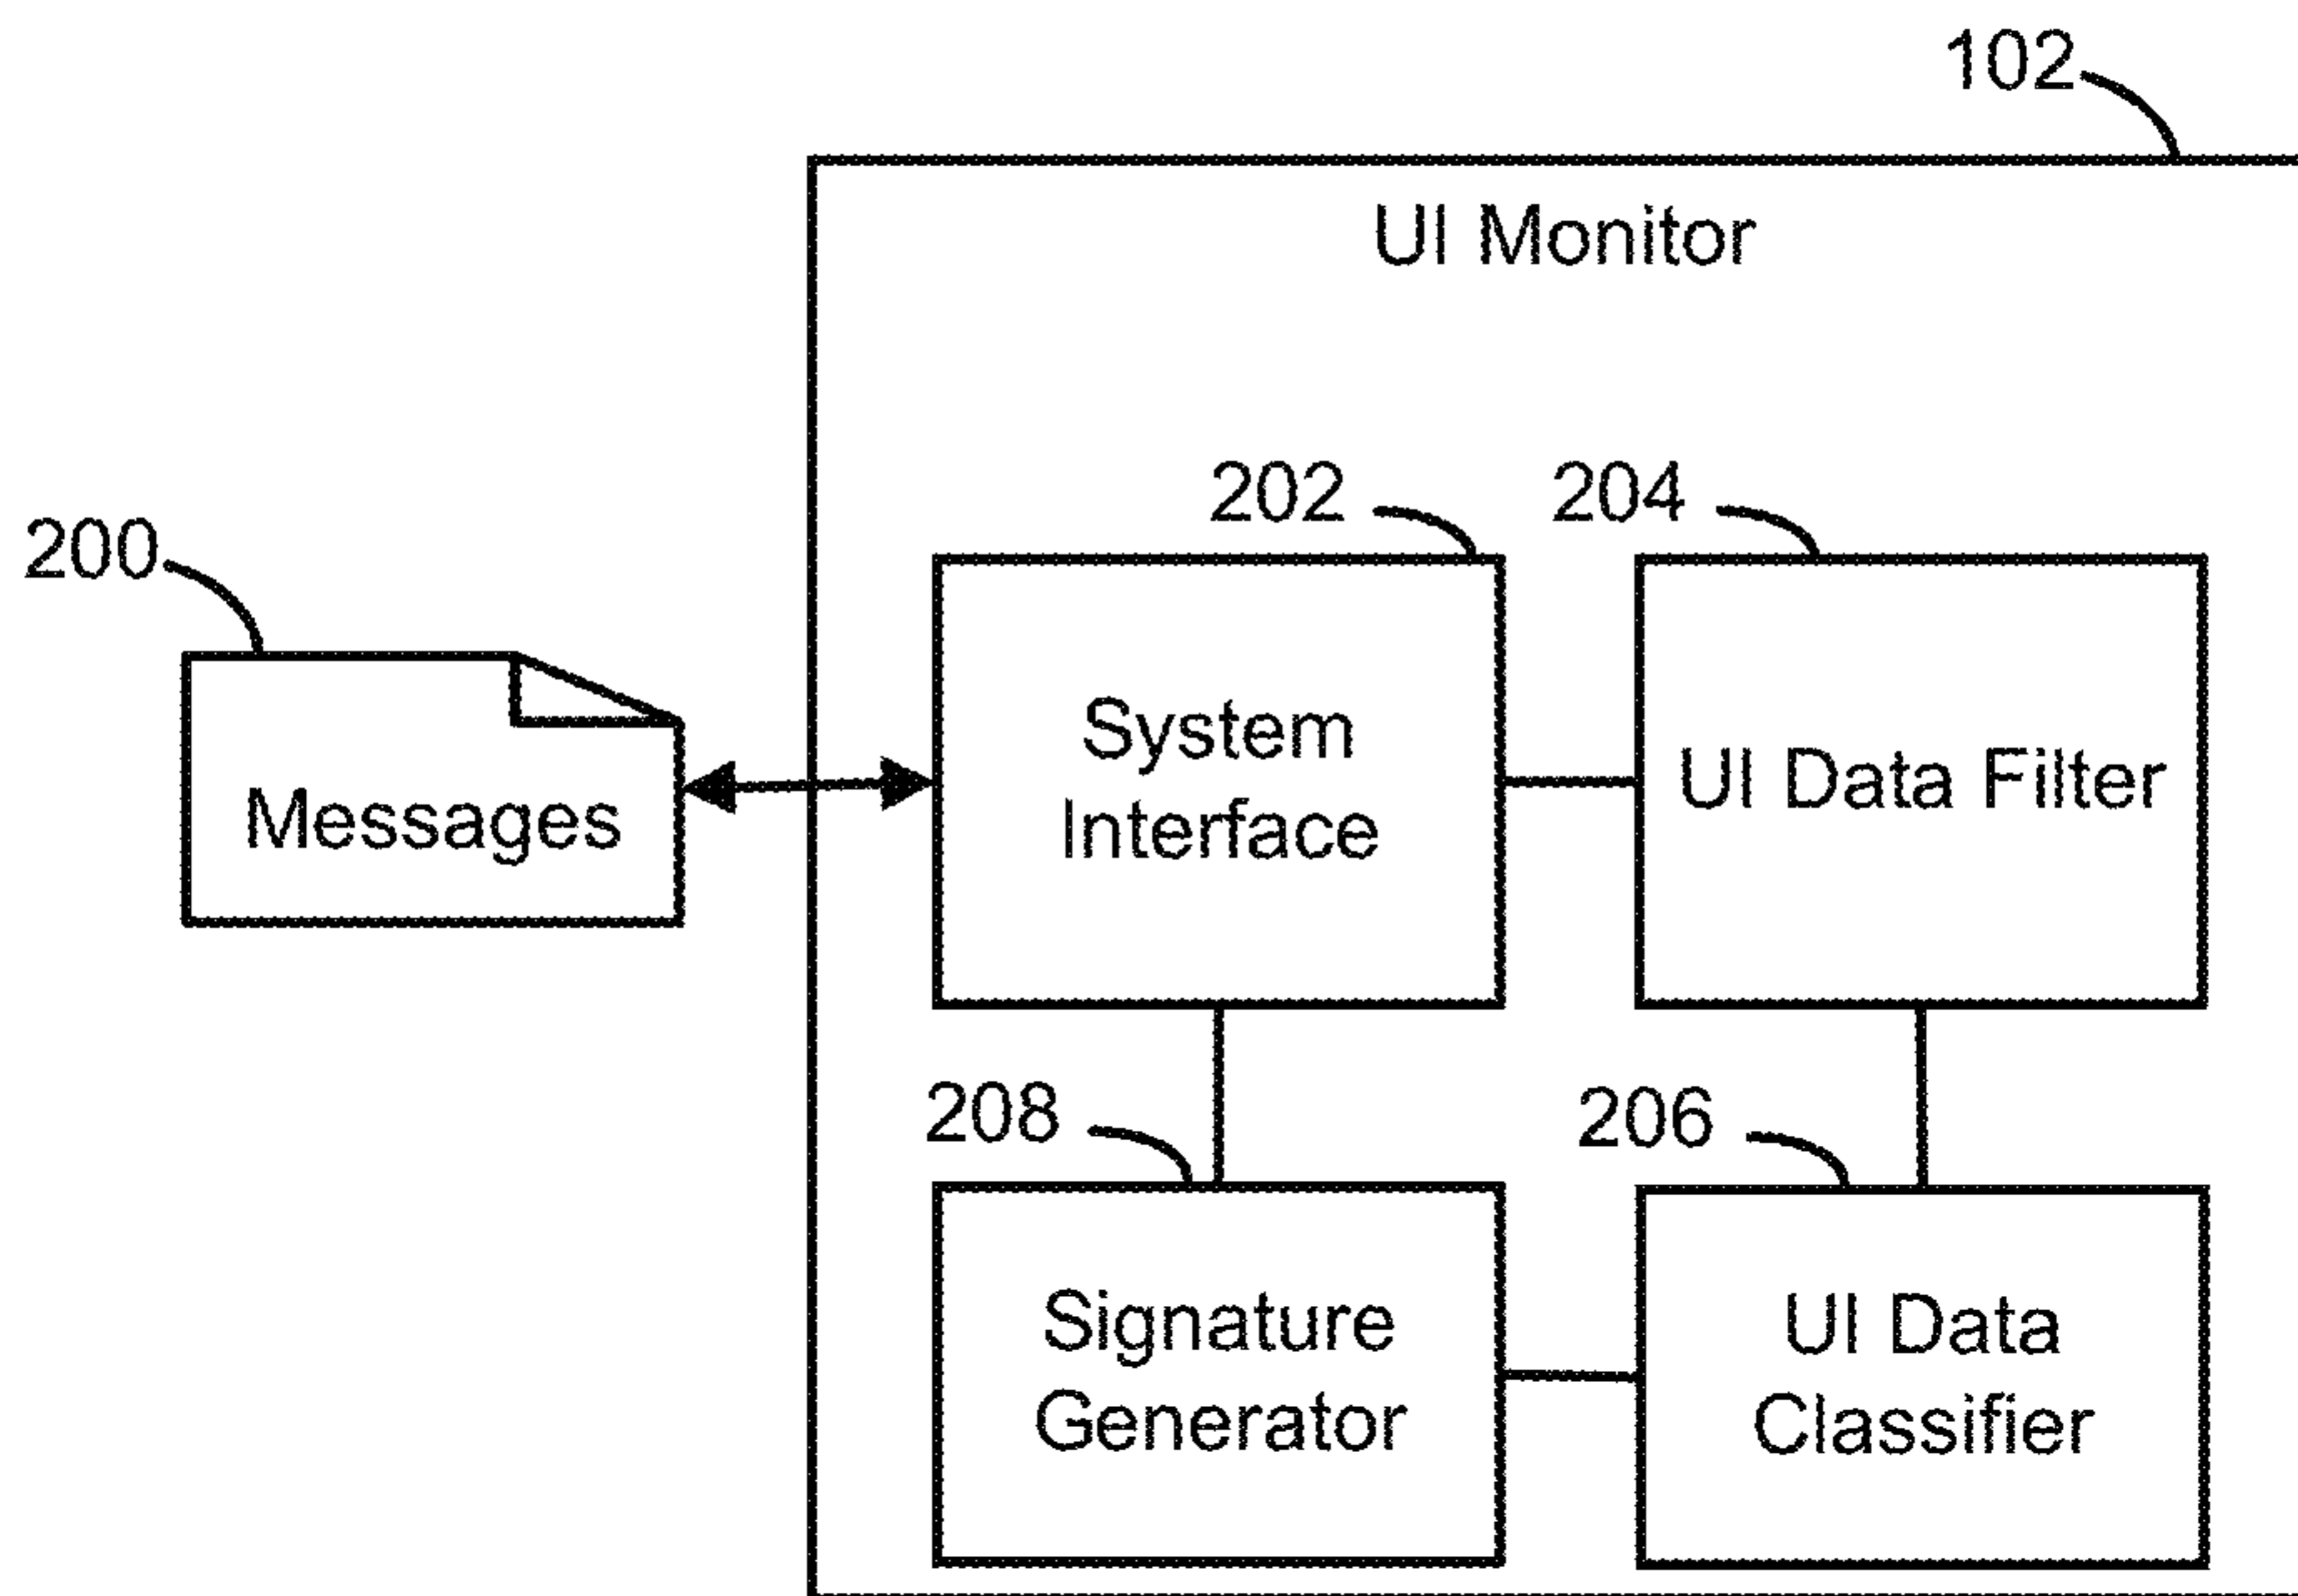 102
UI Monitor
202
204
200
System
Interface
UI Data Filter
Messages
208
206
Signature
Generator
UI Data
Classifier